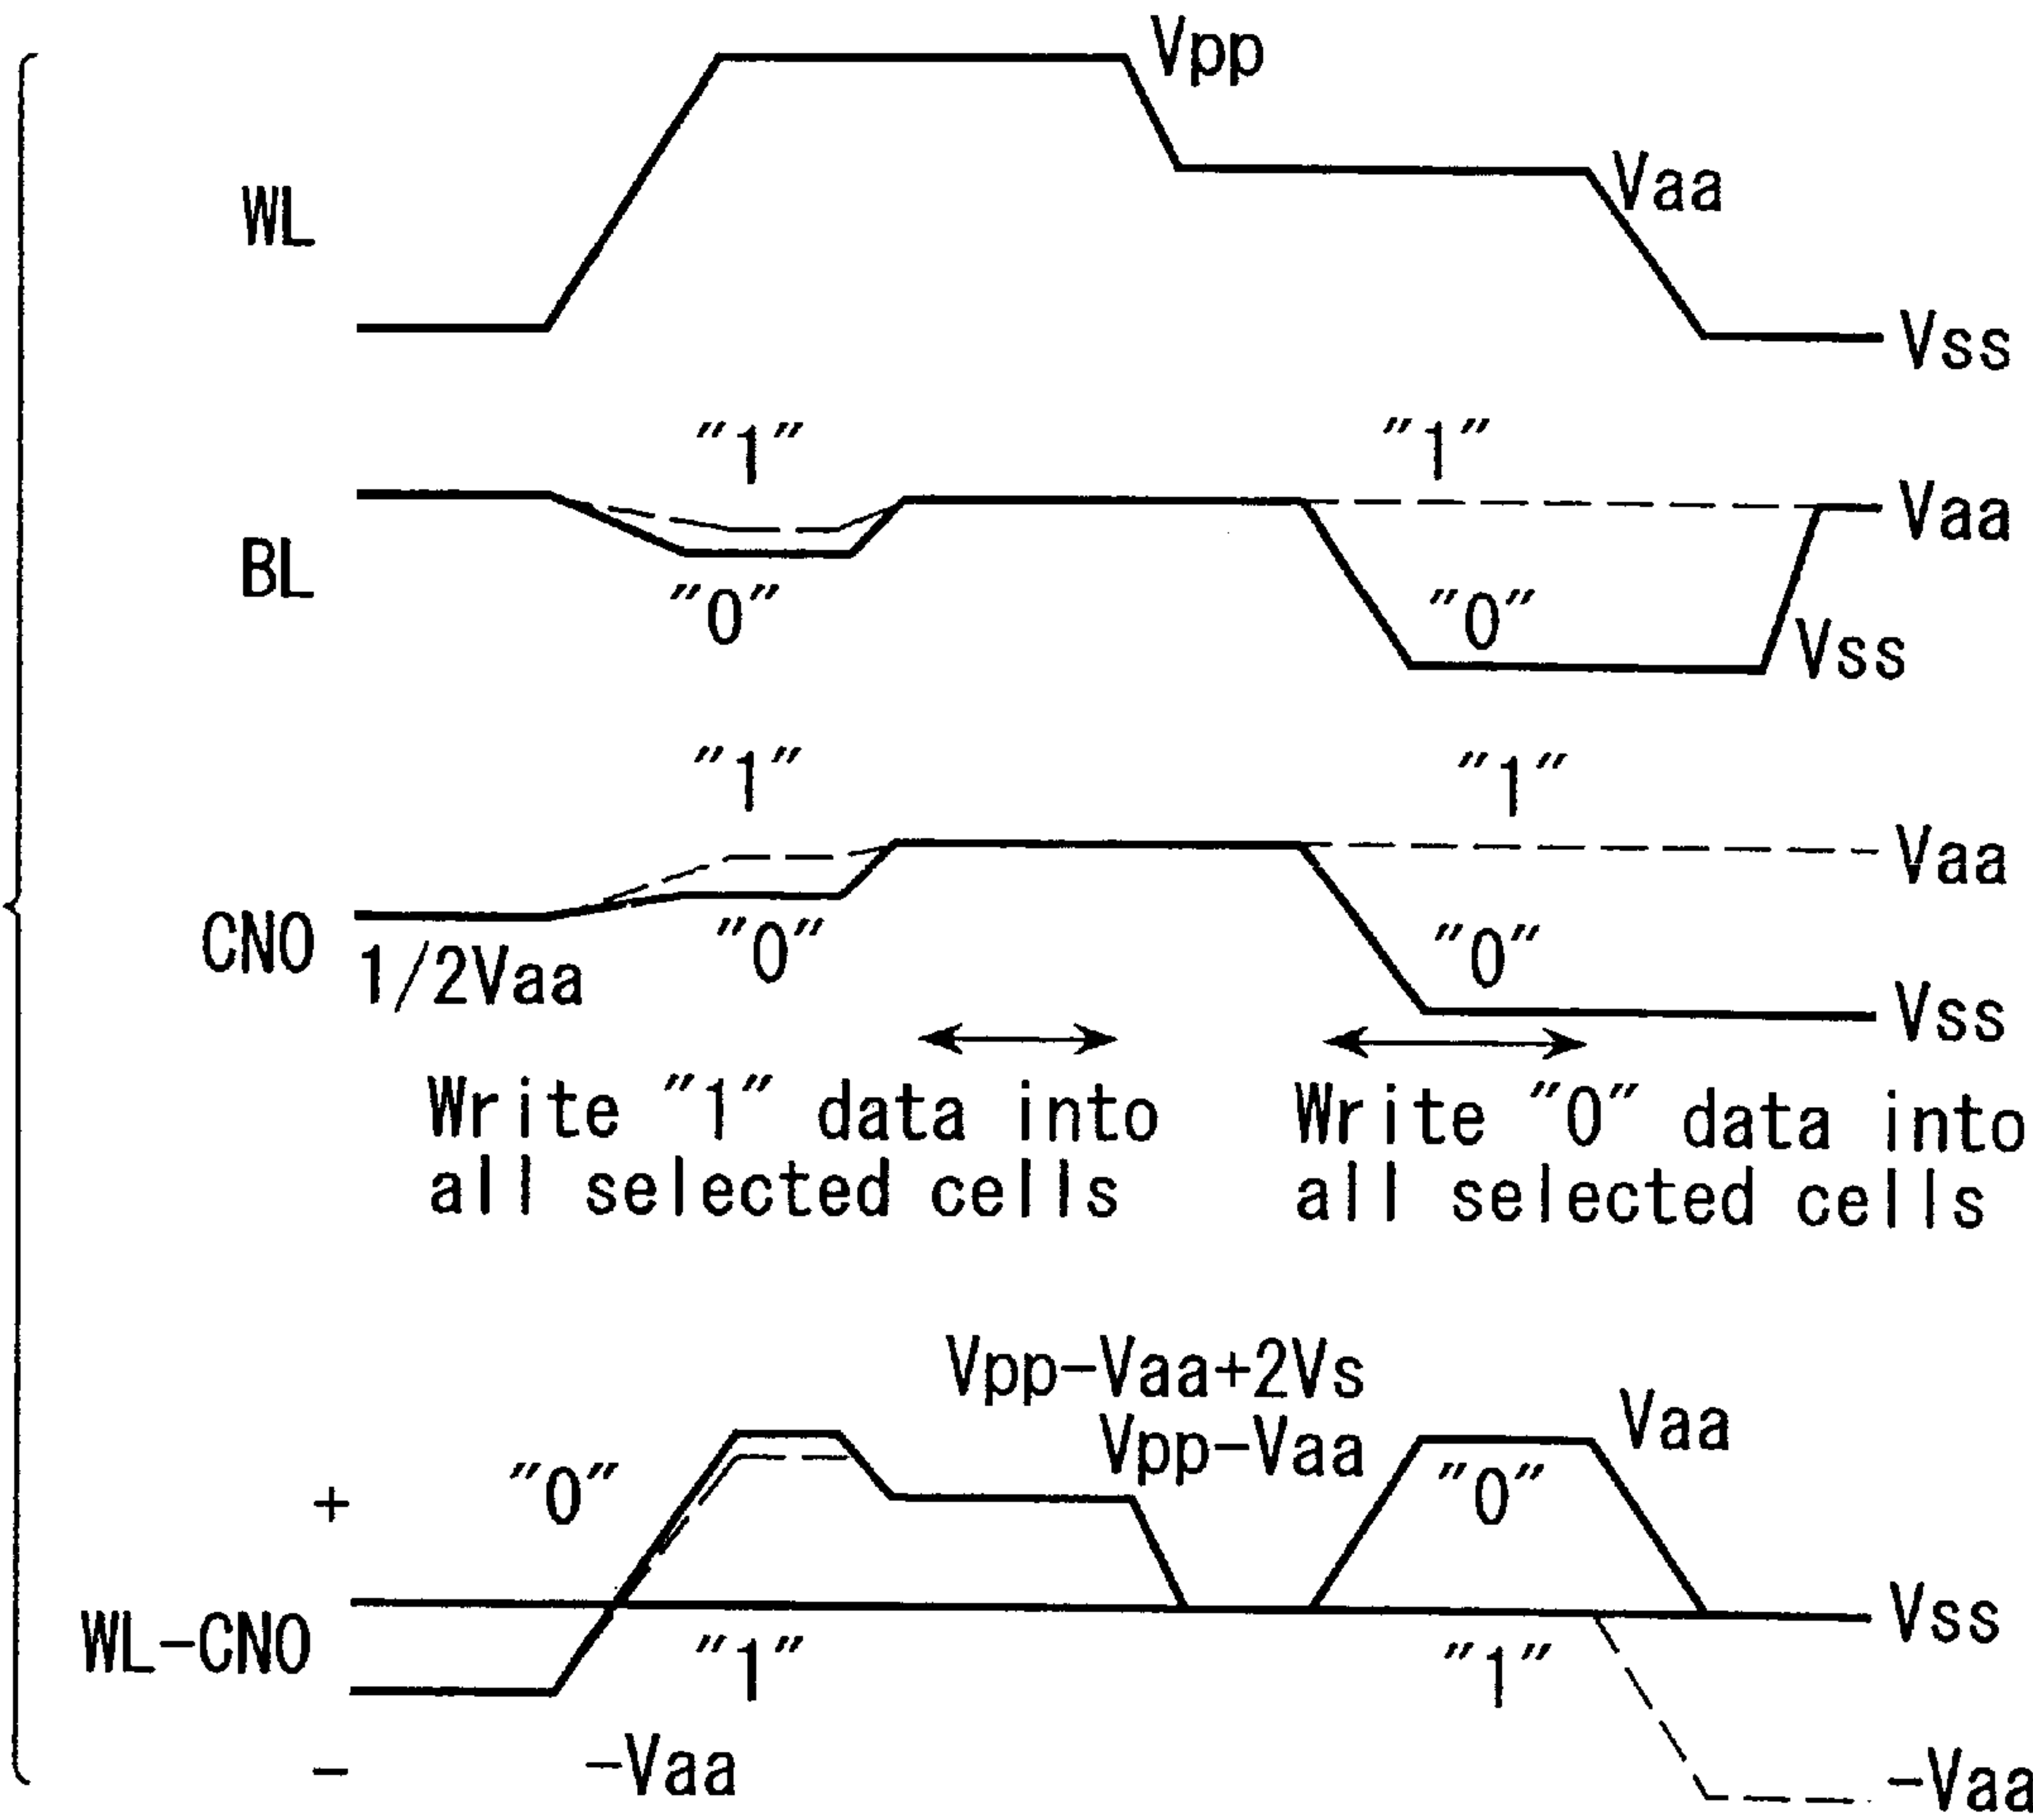 Vpp
WL
Vaa
Vss
"1"
"1"
BL
Vaa
"0"
"0"
Vss
"1"
"1"
CNO
Vaa
1/2Vaa
"0"
"0"
Vss
Write "1" data into
all selected cells
Write "0" data into
all selected cells
Vpp-Vaa+2Vs
Vpp-Vaa
Vaa
+
"0"
"0"
WL-CNO
Vss
"1"
"1"
-
-Vaa
-Vaa